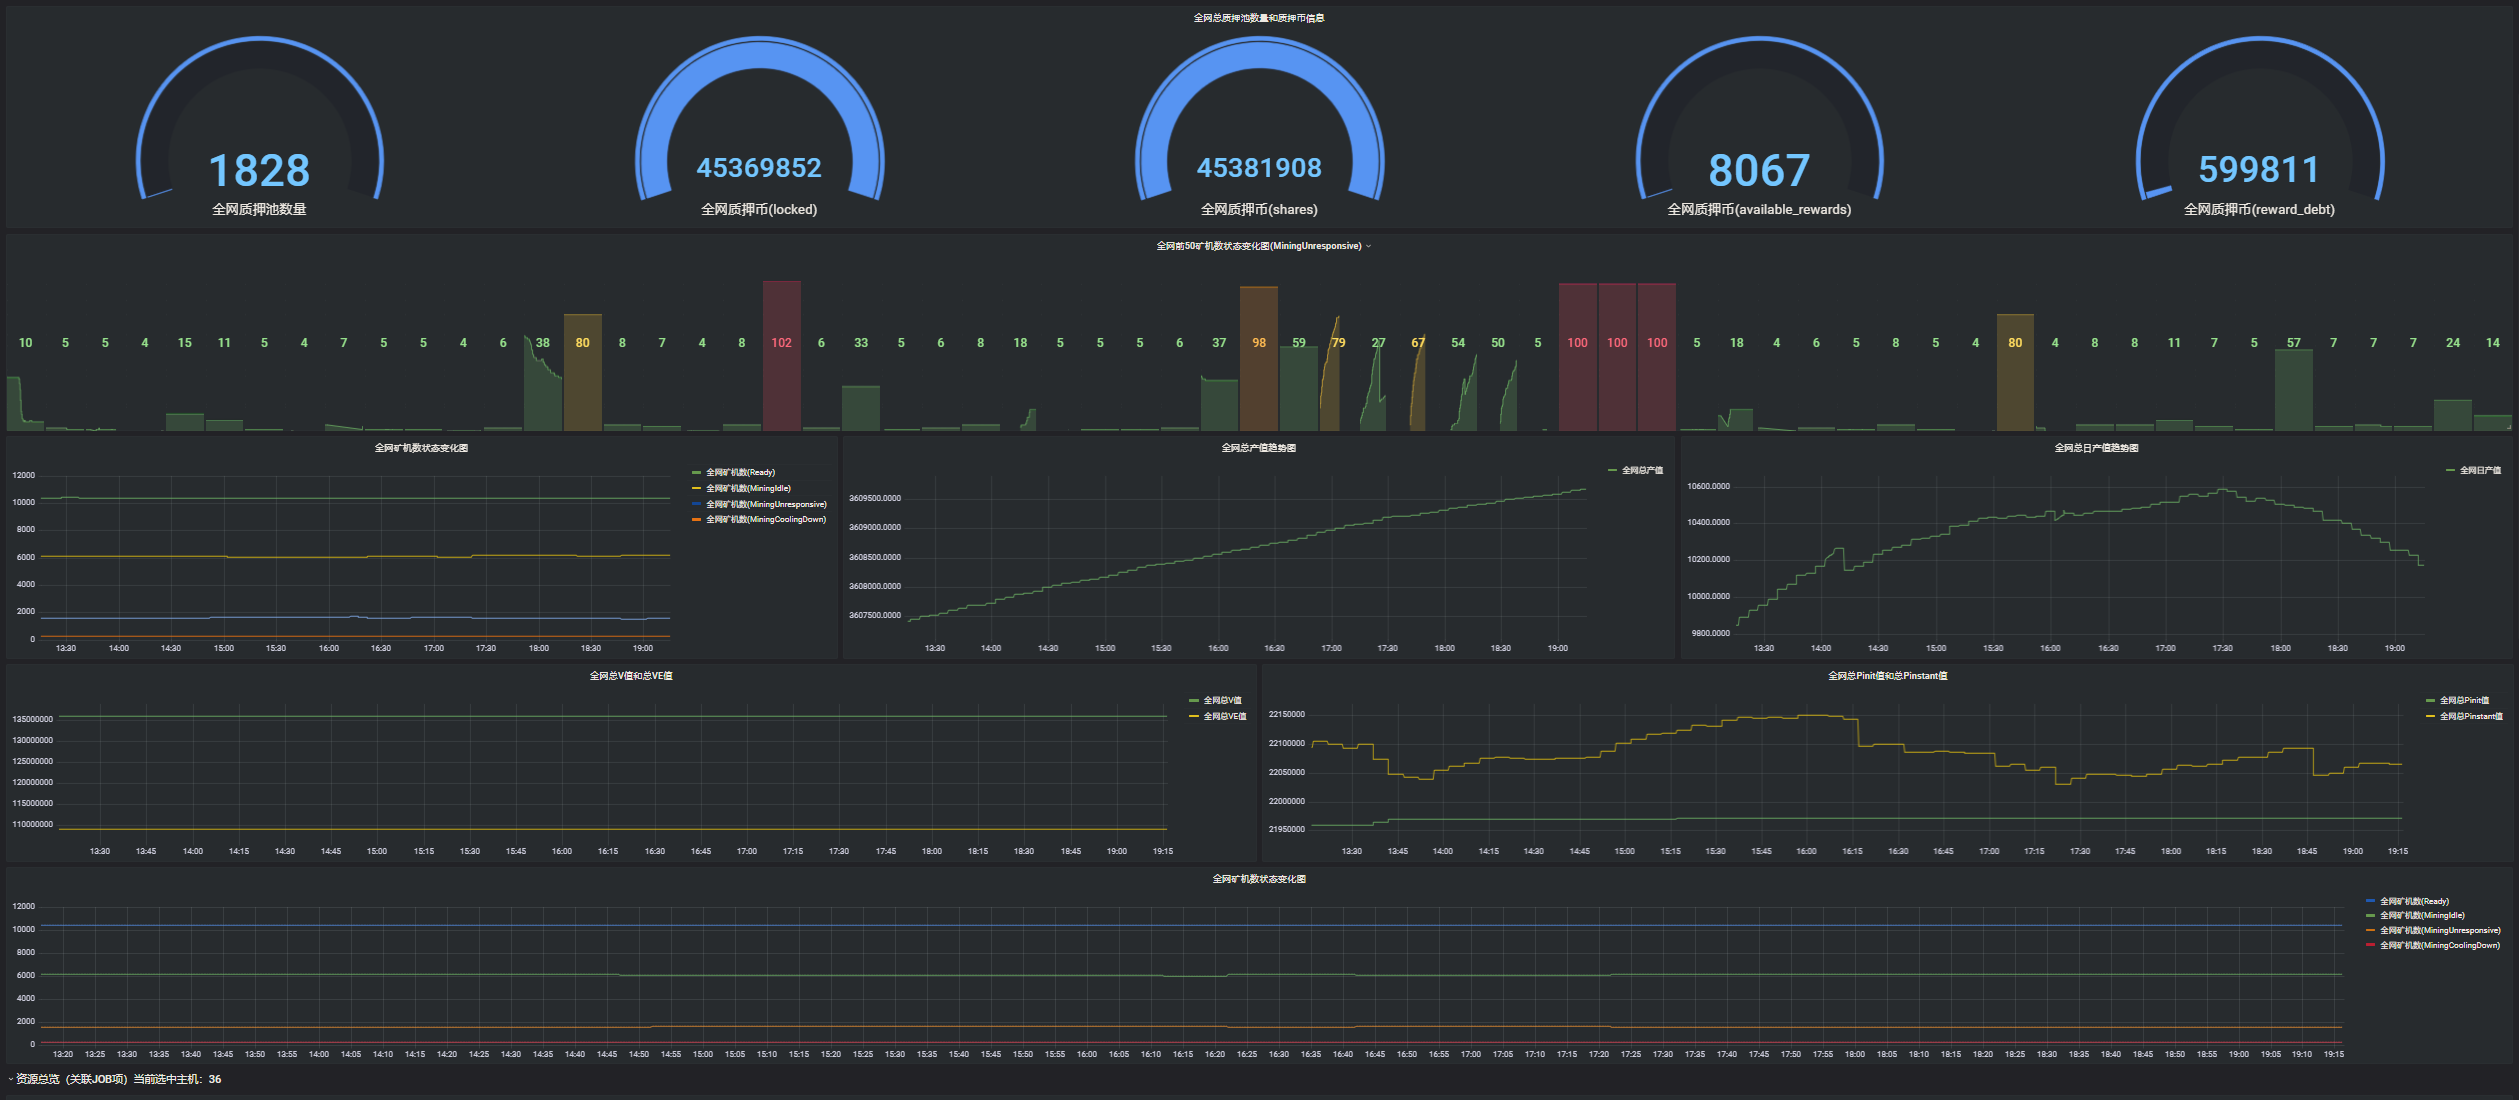 全网总质押池数量和质押币信息
1828
全网质押池数量
45369852
全网质押币(locked)
45381908
全网质押币(shares)
8067
全网质押币(available_rewards)
599811
全网质押币(reward_debt)
全网前50矿机数状态变化图(MiningUnresponsive)
10 5 5 4 15 11 5 4 7 5 5 4 6 38 80 8 7 4 8 102 6 33 5 6 8 18 5 5 5 6 37 98 59 79 27 67 54 50 5 100 100 100 5 18 4 6 5 8 5 4 80 4 8 8 11 7 5 57 7 7 7 24 14
全网矿机数状态变化图
12000
10000
8000
6000
4000
2000
0
13:30 14:00 14:30 15:00 15:30 16:00 16:30 17:00 17:30 18:00 18:30 19:00
全网矿机数(Ready)
全网矿机数(MiningIdle)
全网矿机数(MiningUnresponsive)
全网矿机数(MiningCoolingDown)
全网总产值趋势图
3609500.0000
3609000.0000
3608500.0000
3608000.0000
3607500.0000
13:30 14:00 14:30 15:00 15:30 16:00 16:30 17:00 17:30 18:00 18:30 19:00
全网总产值
全网总日产值趋势图
10600.0000
10400.0000
10200.0000
10000.0000
9800.0000
13:30 14:00 14:30 15:00 15:30 16:00 16:30 17:00 17:30 18:00 18:30 19:00
全网日产值
全网总V值和总VE值
135000000
130000000
125000000
120000000
115000000
110000000
13:30 13:45 14:00 14:15 14:30 14:45 15:00 15:15 15:30 15:45 16:00 16:15 16:30 16:45 17:00 17:15 17:30 17:45 18:00 18:15 18:30 18:45 19:00 19:15
全网总V值
全网总VE值
全网总Pinit值和总Pinstant值
22150000
22100000
22050000
22000000
21950000
13:30 13:45 14:00 14:15 14:30 14:45 15:00 15:15 15:30 15:45 16:00 16:15 16:30 16:45 17:00 17:15 17:30 17:45 18:00 18:15 18:30 18:45 19:00 19:15
全网总Pinit值
全网总Pinstant值
全网矿机数状态变化图
12000
10000
8000
6000
4000
2000
0
13:20 13:25 13:30 13:35 13:40 13:45 13:50 13:55 14:00 14:05 14:10 14:15 14:20 14:25 14:30 14:35 14:40 14:45 14:50 14:55 15:00 15:05 15:10 15:15 15:20 15:25 15:30 15:35 15:40 15:45 15:50 15:55 16:00 16:05 16:10 16:15 16:20 16:25 16:30 16:35 16:40 16:45 16:50 16:55 17:00 17:05 17:10 17:15 17:20 17:25 17:30 17:35 17:40 17:45 17:50 17:55 18:00 18:05 18:10 18:15 18:20 18:25 18:30 18:35 18:40 18:45 18:50 18:55 19:00 19:05 19:10 19:15
全网矿机数(Ready)
全网矿机数(MiningIdle)
全网矿机数(MiningUnresponsive)
全网矿机数(MiningCoolingDown)
资源总览（关联JOB项）当前选中主机：36